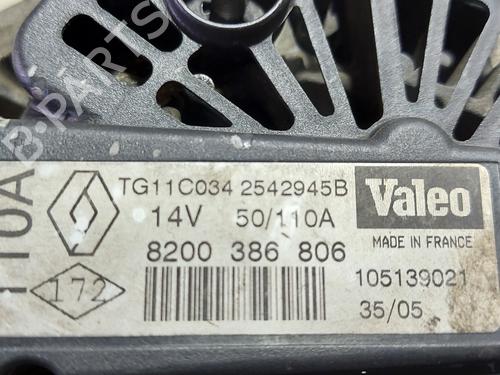 TG11C034 2542945B
Valeo
14V 50/110A
MADE IN FRANCE
8200 386 806
105139021
172
35/05
110A
B-PARTS